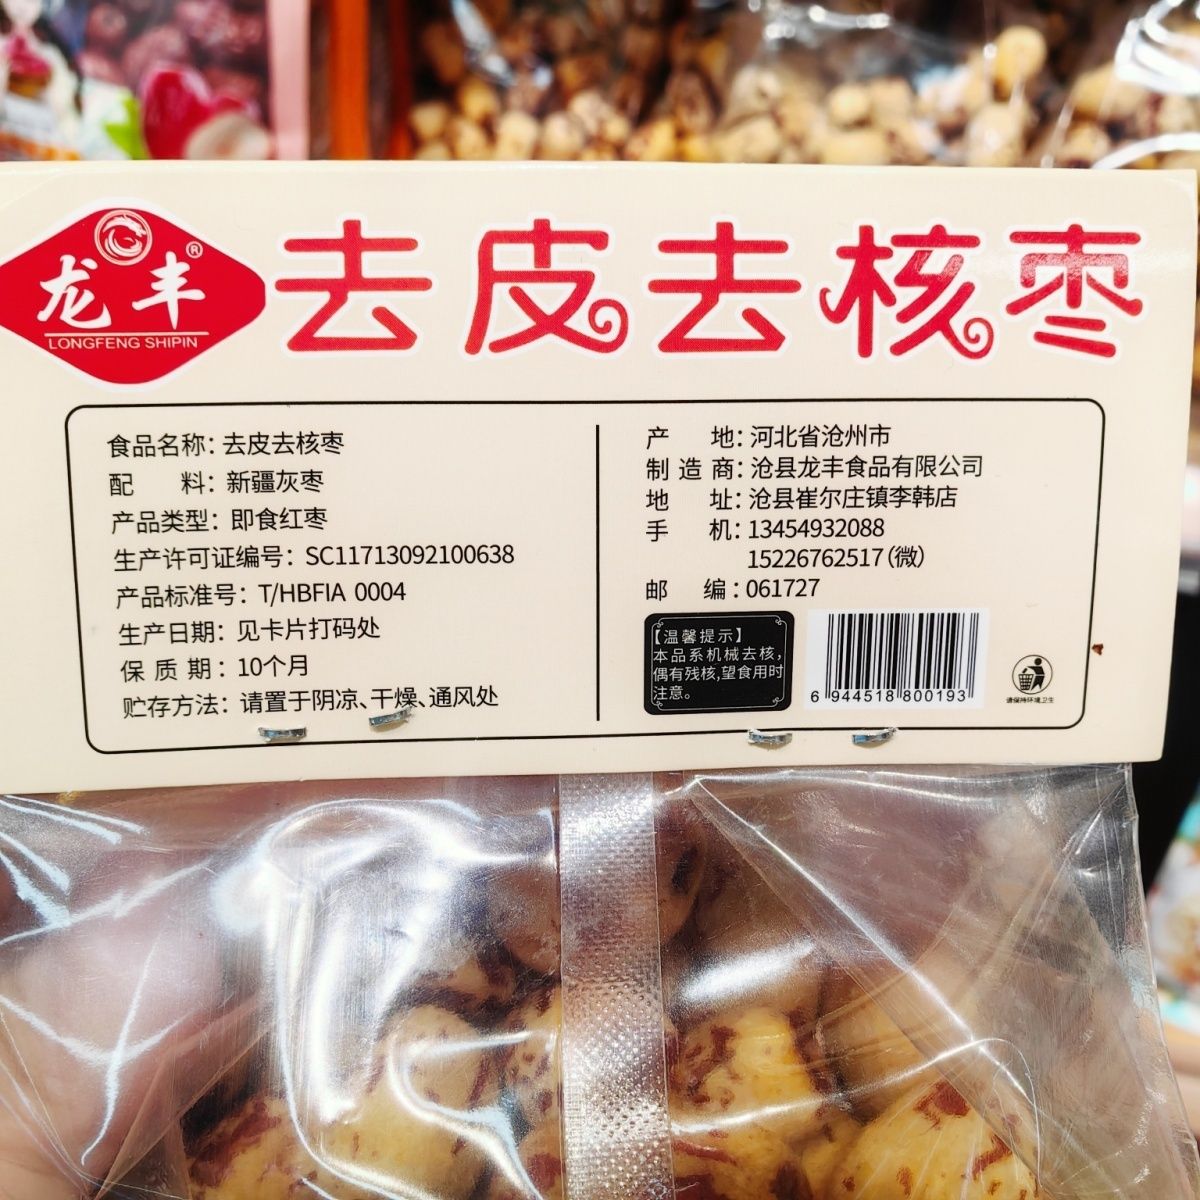 龙丰®
LONGFENG SHIPIN
去皮去核枣
食品名称：去皮去核枣
配 料：新疆灰枣
产品类型：即食红枣
生产许可证编号：SC11713092100638
产品标准号：T/HBFIA 0004
生产日期：见卡片打码处
保 质 期：10个月
贮存方法：请置于阴凉、干燥、通风处
产 地：河北省沧州市
制 造 商：沧县龙丰食品有限公司
地 址：沧县崔尔庄镇李韩店
手 机：13454932088
15226762517（微）
邮 编：061727
【温馨提示】
本品系机械去核，
偶有残核,望食用时
注意。
6 944518 800193
请保持环境卫生